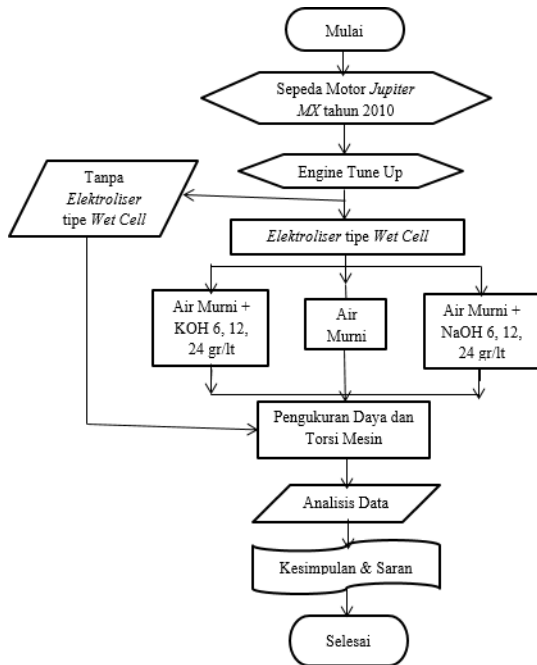 Mulai
Sepeda Motor Jupiter
MX tahun 2010
Engine Tune Up
Tanpa
Elektroliser
tipe Wet Cell
Elektroliser tipe Wet Cell
Air Murni +
KOH 6, 12,
24 gr/lt
Air
Murni
Air Murni +
NaOH 6, 12,
24 gr/lt
Pengukuran Daya dan
Torsi Mesin
Analisis Data
Kesimpulan & Saran
Selesai